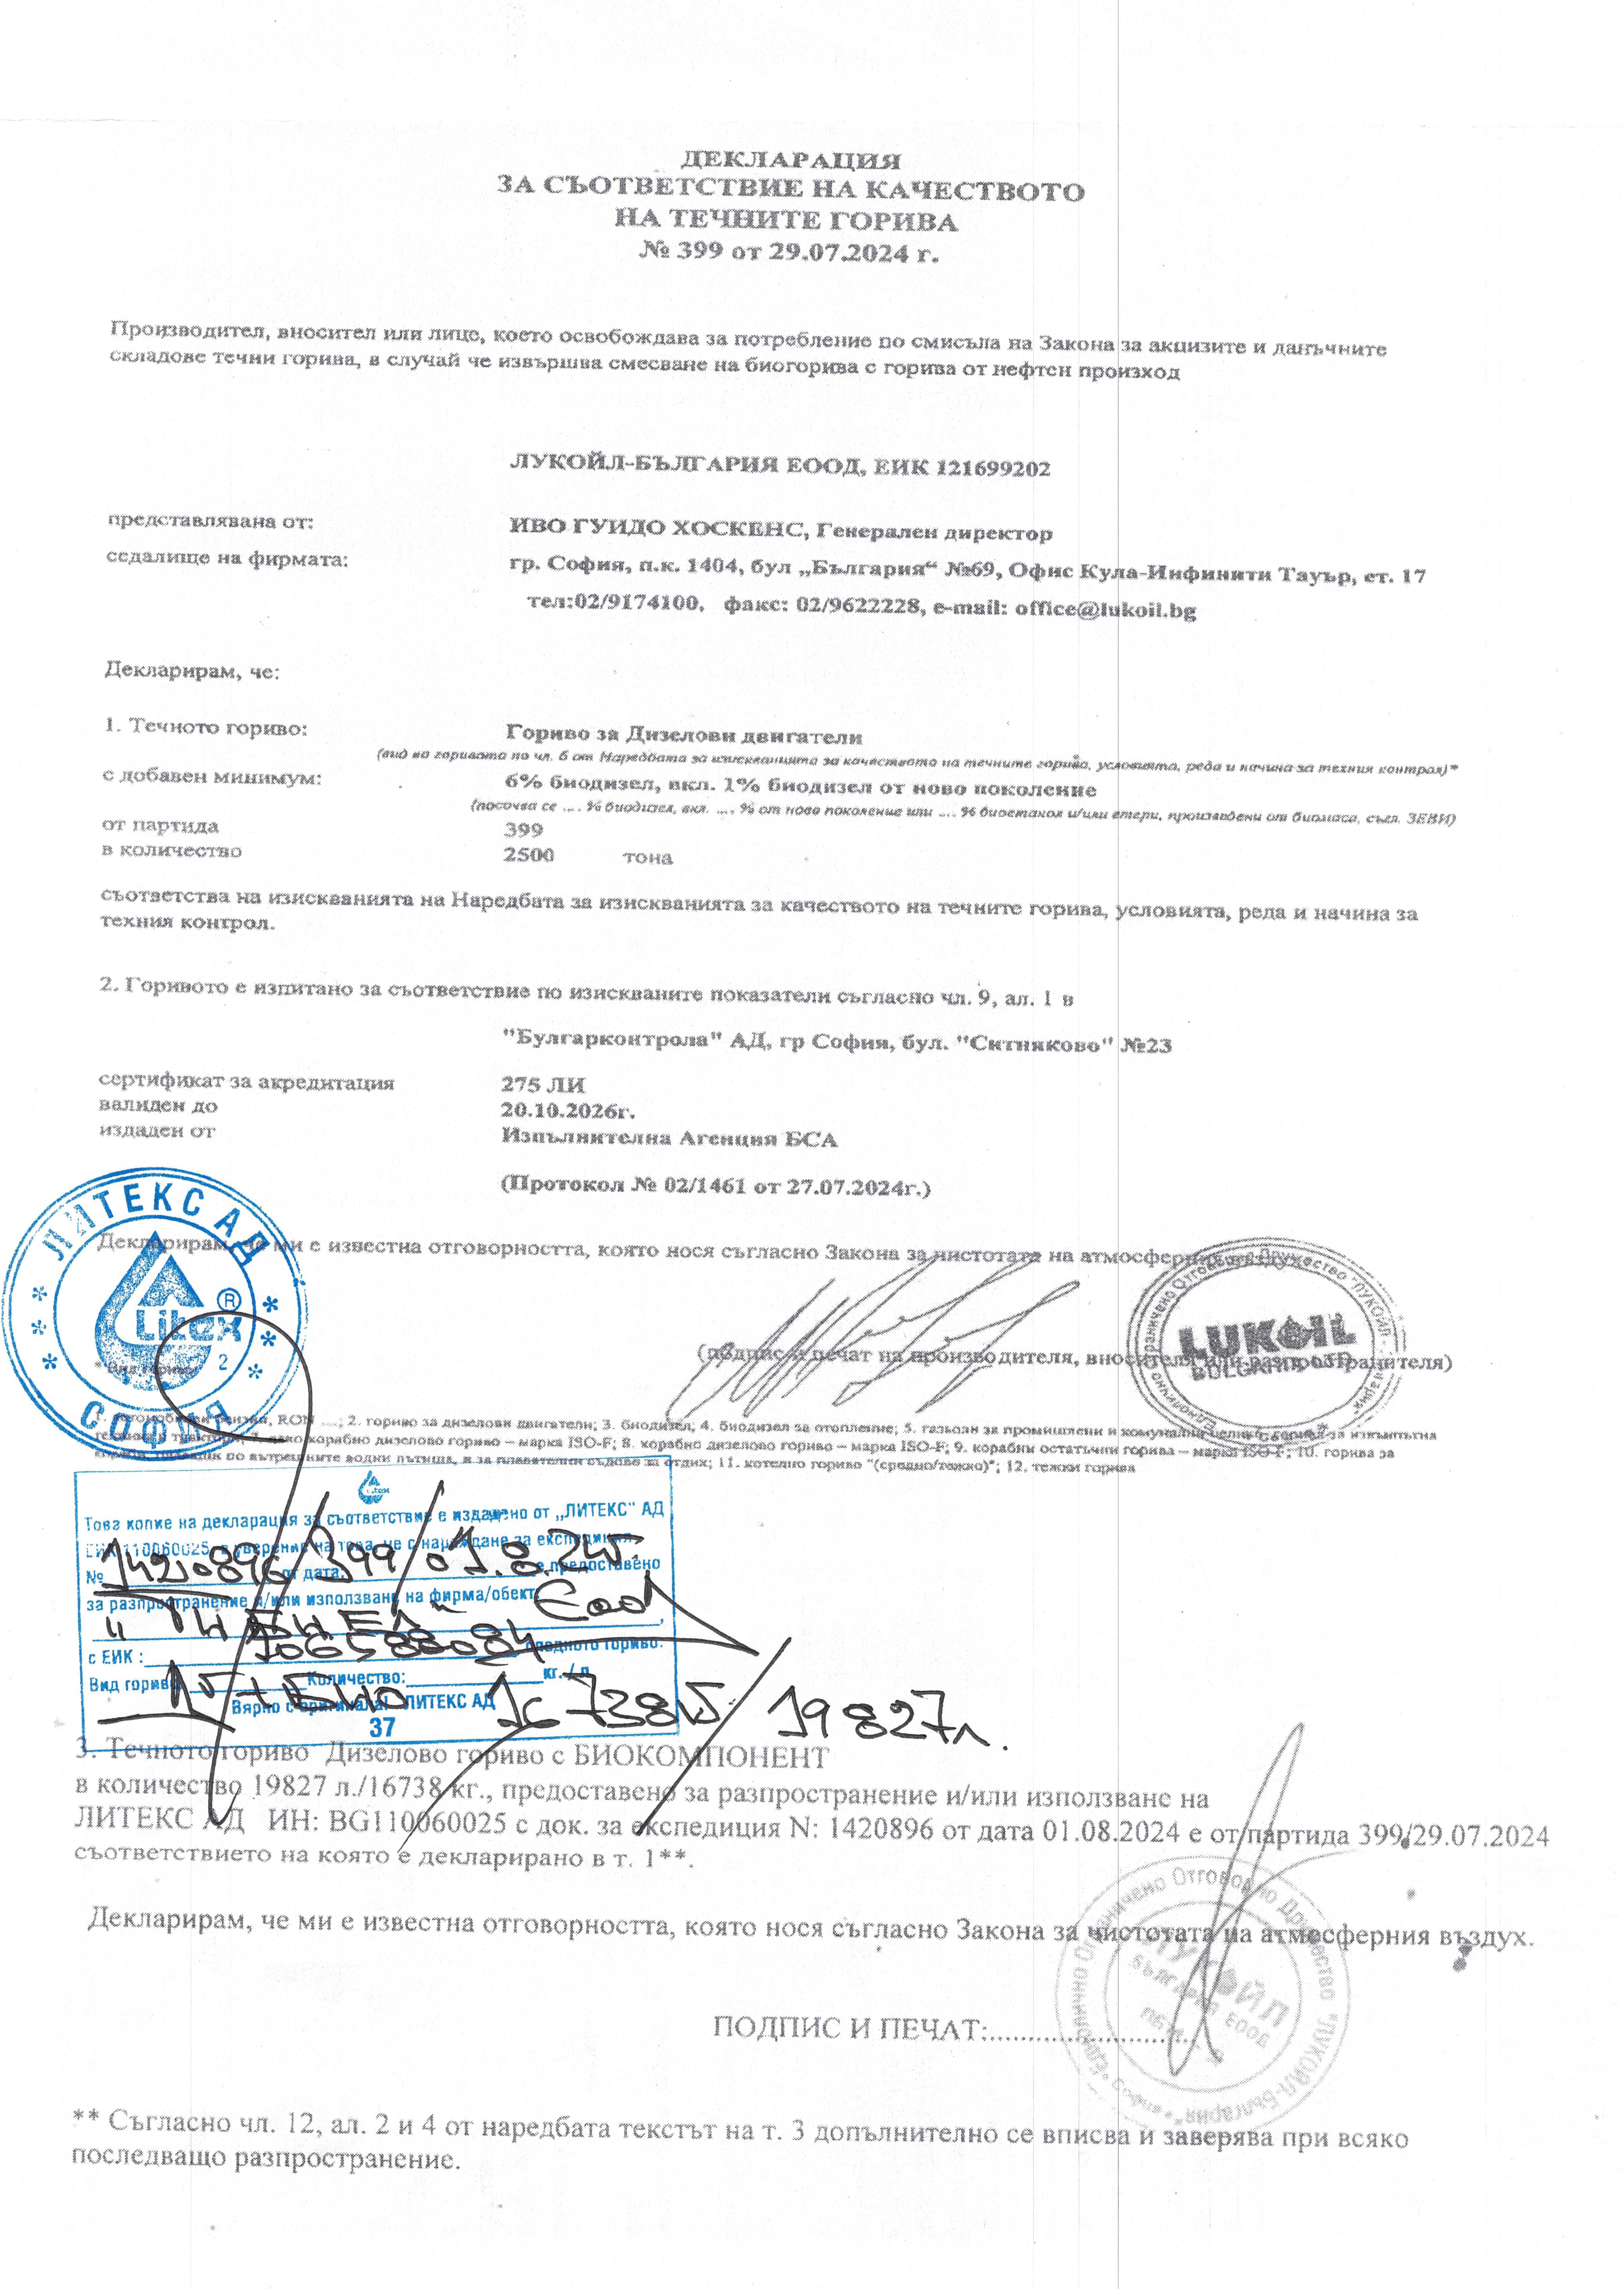 ДЕКЛАРАЦИЯ
ЗА СЪОТВЕТСТВИЕ НА КАЧЕСТВОТО
НА ТЕЧНИТЕ ГОРИВА
№ 399 от 29.07.2024 г.
Производител, вносител или лице, което освобождава за потребление по смисъла на Закона за акцизите и данъчните
складове течни горива, в случай че извършва смесване на биогорива с горива от нефтен произход
ЛУКОЙЛ-БЪЛГАРИЯ ЕООД, ЕИК 121699202
представлявана от: ИВО ГУИДО ХОСКЕНС, Генерален директор
седалище на фирмата: гр. София, п.к. 1404, бул „България“ №69, Офис Кула-Инфинити Тауър, ет. 17
тел:02/9174100, факс: 02/9622228, e-mail: office@lukoil.bg
Декларирам, че:
1. Течното гориво: Гориво за Дизелови двигатели
(вид на горивата по чл. 6 от Наредбата за изискванията за качеството на течните горива, условията, реда и начина за техния контрол)*
с добавен минимум: 6% биодизел, вкл. 1% биодизел от ново поколение
(посочва се .... % биодизел, вкл. .... % от ново поколение или .... % биоетанол и/или етери, произведени от биомаса, съгл. ЗЕВИ)
от партида 399
в количество 2500 тона
съответства на изискванията на Наредбата за изискванията за качеството на течните горива, условията, реда и начина за
техния контрол.
2. Горивото е изпитано за съответствие по изискваните показатели съгласно чл. 9, ал. 1 в
"Булгарконтрола" АД, гр София, бул. "Ситняково" №23
сертификат за акредитация 275 ЛИ
валиден до 20.10.2026г.
издаден от Изпълнителна Агенция БСА
(Протокол № 02/1461 от 27.07.2024г.)
ЛИТЕКС АД
Litex ®
2
СОФИЯ
Декларирам, че ми е известна отговорността, която нося съгласно Закона за чистотата на атмосферния въздух
LUKOIL
BULGARIA LTD
(подпис и печат на производителя, вносителя или разпространителя)
1. автомобилен бензин, RON ....; 2. гориво за дизелови двигатели; 3. биодизел; 4. биодизел за отопление; 5. газьол за промишлени и комунални цели; 6. гориво за извънпътна
техника и трактори; 7. леко корабно дизелово гориво – марка ISO-F; 8. корабно дизелово гориво – марка ISO-F; 9. корабни остатъчни горива – марка ISO-F; 10. горива за
по вътрешните водни пътища, и за плавателни съдове за отдих; 11. котелно гориво "(средно/тежко)"; 12. тежки горива
Litex
Това копие на декларация за съответствие е издадено от „ЛИТЕКС" АД
ЕИК 110060025, в уверение на това, че с нареждане за експедиция
№ 1420896/399/01.8.24г. от дата: е предоставено
за разпространение и/или използване на фирма/обект
Еоод
с ЕИК : 106588084 гориво:
Вид гориво Количество: кг. / л.
Вярно с оригинала! ЛИТЕКС АД
16738кг/19827л.
37
3. Течното гориво Дизелово гориво с БИОКОМПОНЕНТ
в количество 19827 л./16738 кг., предоставено за разпространение и/или използване на
ЛИТЕКС АД ИН: BG110060025 с док. за експедиция N: 1420896 от дата 01.08.2024 е от партида 399/29.07.2024
съответствието на която е декларирано в т. 1**.
Декларирам, че ми е известна отговорността, която нося съгласно Закона за чистотата на атмосферния въздух.
ЛУКОЙЛ
БЪЛГАРИЯ ЕООД
ПОДПИС И ПЕЧАТ:..........................
** Съгласно чл. 12, ал. 2 и 4 от наредбата текстът на т. 3 допълнително се вписва и заверява при всяко
последващо разпространение.